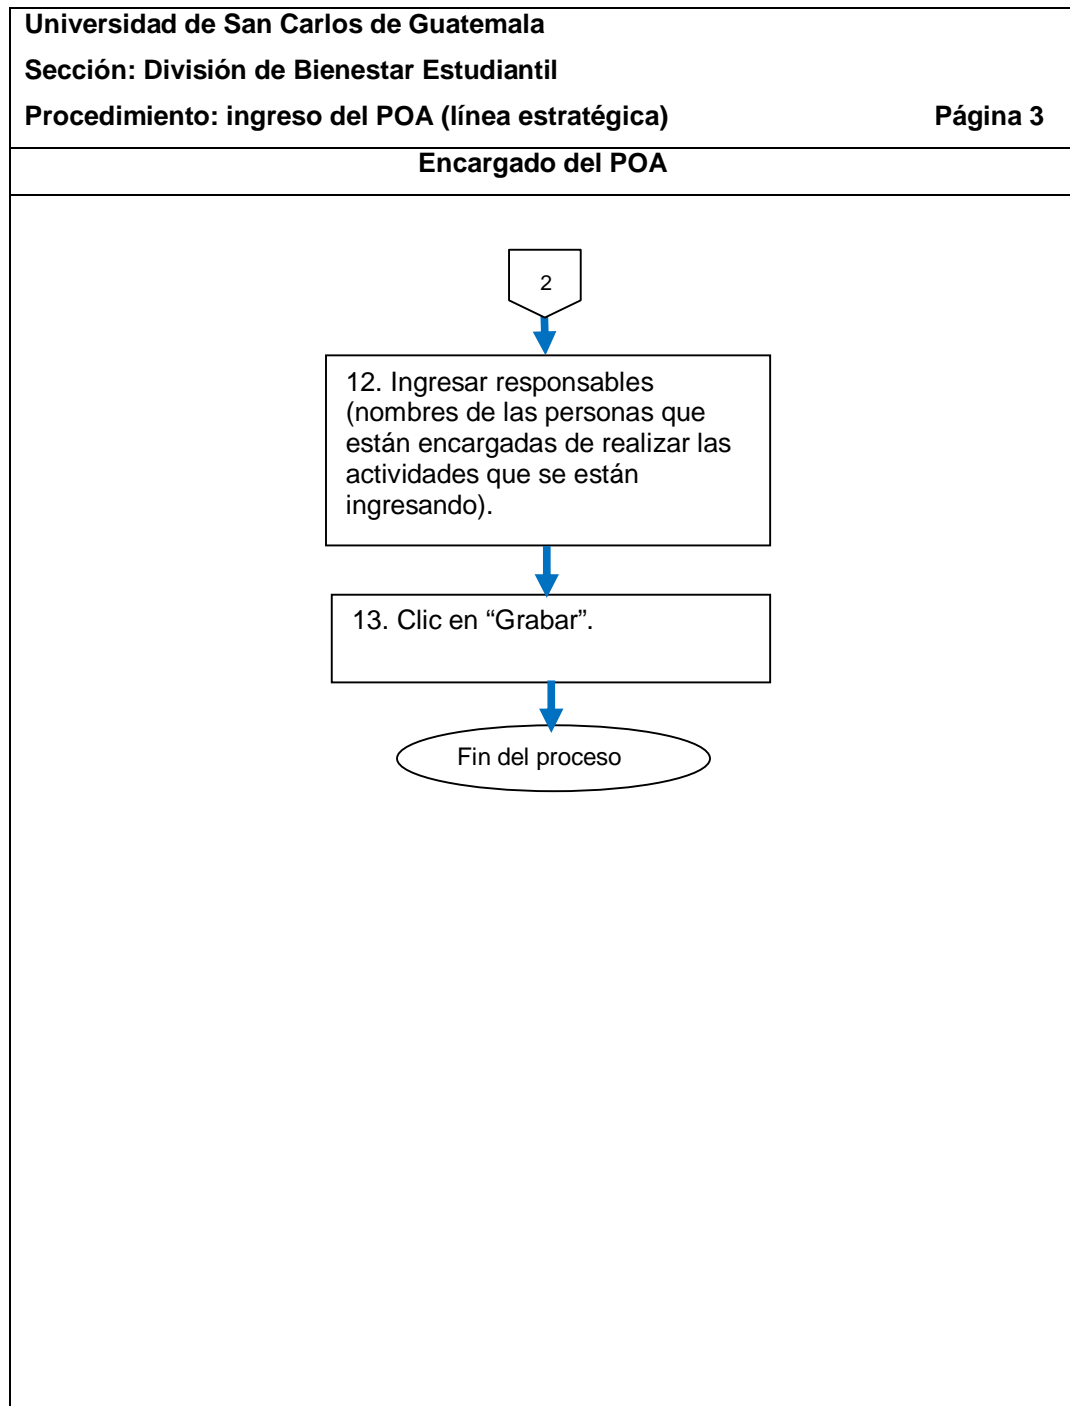 Universidad de San Carlos de Guatemala
Sección: División de Bienestar Estudiantil
Procedimiento: ingreso del POA (línea estratégica) Página 3
Encargado del POA
2
12. Ingresar responsables
(nombres de las personas que
están encargadas de realizar las
actividades que se están
ingresando).
13. Clic en “Grabar”.
Fin del proceso